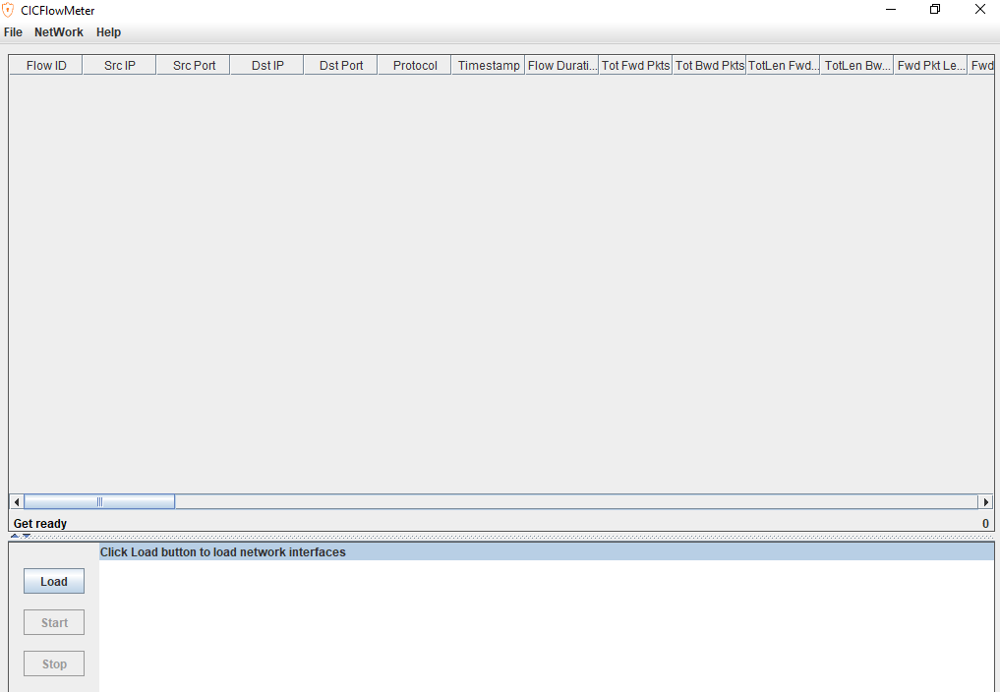 CICFlowMeter
File NetWork Help
Flow ID Src IP Src Port Dst IP Dst Port Protocol Timestamp Flow Durati... Tot Fwd Pkts Tot Bwd Pkts TotLen Fwd... TotLen Bw... Fwd Pkt Le... Fwd
Get ready 0
Click Load button to load network interfaces
Load
Start
Stop